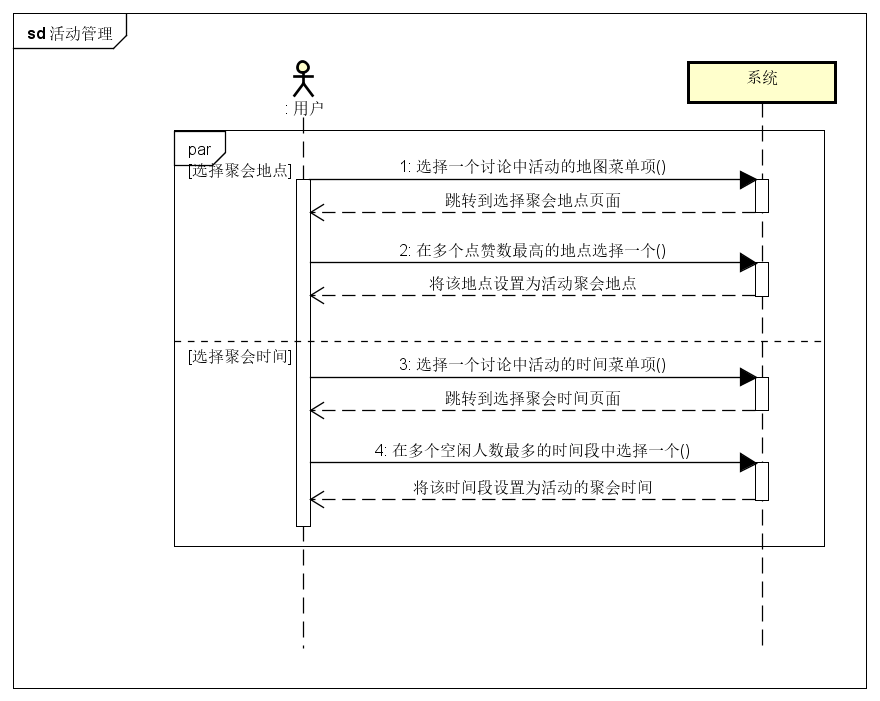 sd 活动管理
系统
: 用户
par
[选择聚会地点]
1: 选择一个讨论中活动的地图菜单项()
跳转到选择聚会地点页面
2: 在多个点赞数最高的地点选择一个()
将该地点设置为活动聚会地点
[选择聚会时间]
3: 选择一个讨论中活动的时间菜单项()
跳转到选择聚会时间页面
4: 在多个空闲人数最多的时间段中选择一个()
将该时间段设置为活动的聚会时间